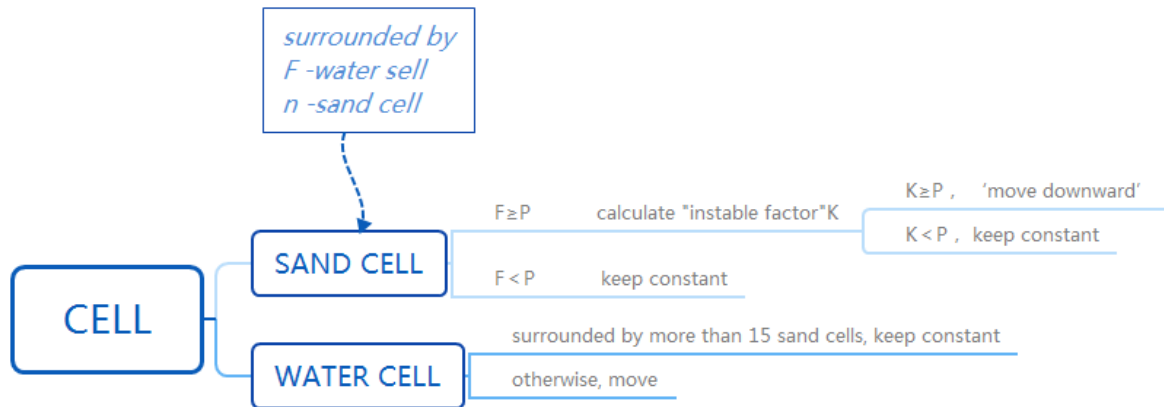 surrounded by
F -water sell
n -sand cell
K≥P , ‘move downward’
F≥P calculate "instable factor"K
K<P , keep constant
SAND CELL
F<P keep constant
CELL
surrounded by more than 15 sand cells, keep constant
WATER CELL
otherwise, move